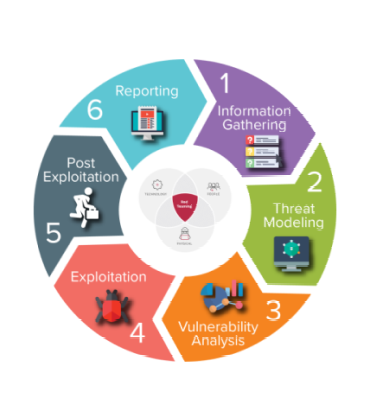 1
Information
Gathering
2
Threat
Modeling
3
Vulnerability
Analysis
4
Exploitation
5
Post
Exploitation
6
Reporting
TECHNOLOGY
PEOPLE
Red
Teaming
PHYSICAL